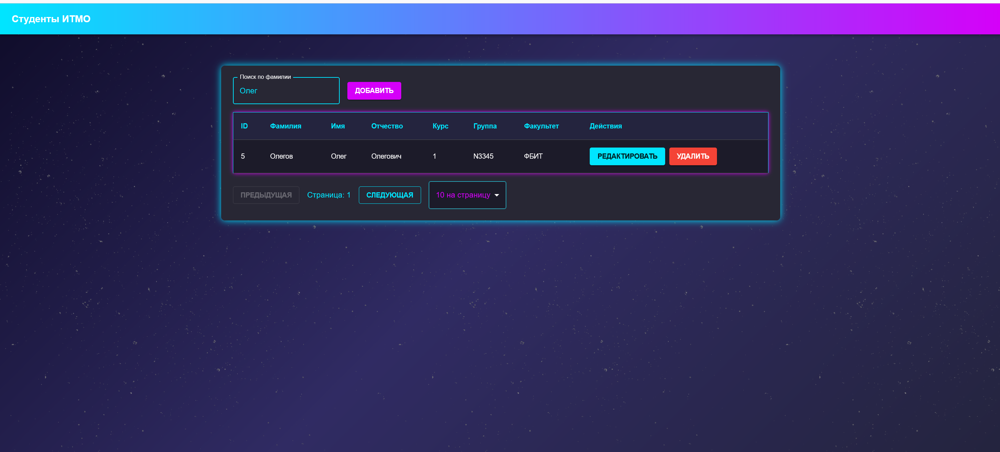 Студенты ИТМО
Поиск по фамилии
Олег
ДОБАВИТЬ
ID Фамилия Имя Отчество Курс Группа Факультет Действия
5 Олегов Олег Олегович 1 N3345 ФБИТ РЕДАКТИРОВАТЬ УДАЛИТЬ
ПРЕДЫДУЩАЯ Страница: 1 СЛЕДУЮЩАЯ 10 на страницу